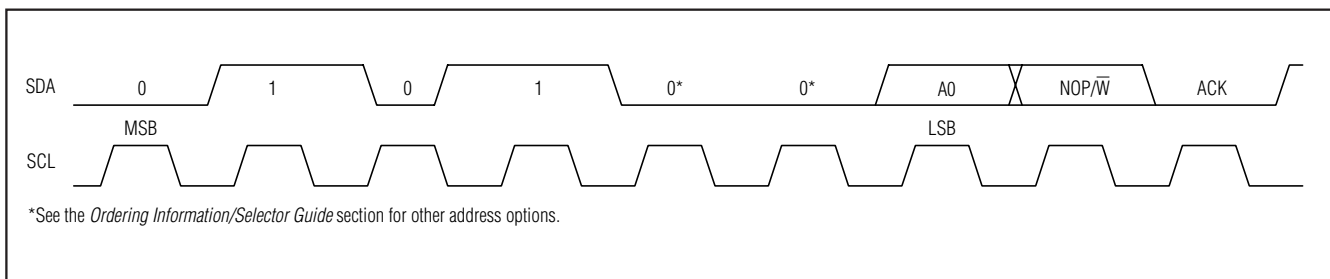 SDA 0 1 0 1 0* 0* A0 NOP/W̅ ACK
MSB LSB
SCL
*See the Ordering Information/Selector Guide section for other address options.